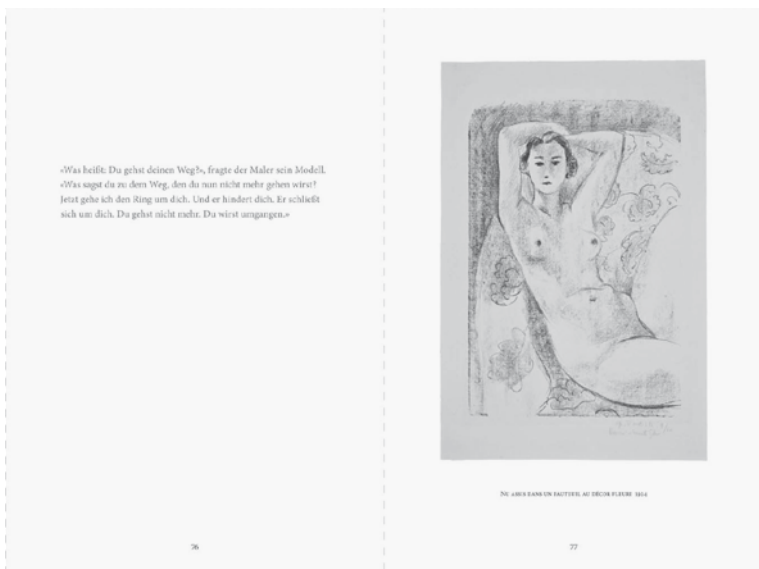 «Was heißt: Du gehst deinen Weg?», fragte der Maler sein Modell.
«Was sagst du zu dem Weg, den du nun nicht mehr gehen wirst?
Jetzt gehe ich den Ring um dich. Und er hindert dich. Er schließt
sich um dich. Du gehst nicht mehr. Du wirst umgangen.»
76
NU ASSIS DANS UN FAUTEUIL AU DÉCOR FLEURI
77